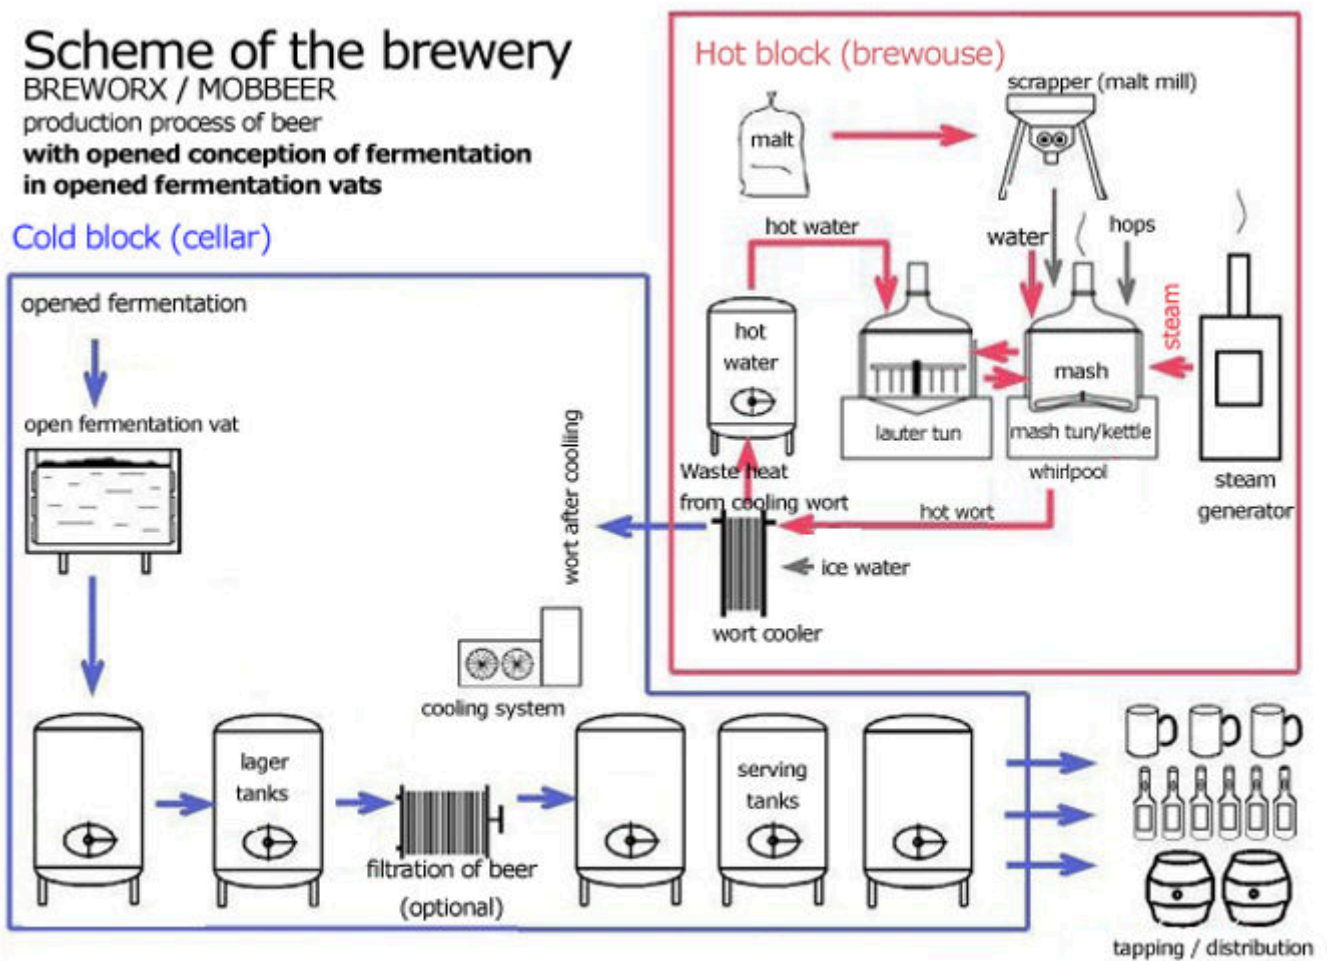 Scheme of the brewery
BREWORX / MOBBEER
production process of beer
with opened conception of fermentation
in opened fermentation vats
Cold block (cellar)
opened fermentation
open fermentation vat
wort after cooliing
cooling system
lager
tanks
filtration of beer
(optional)
serving
tanks
Hot block (brewouse)
scrapper (malt mill)
malt
hot water
water
hops
steam
hot
water
mash
lauter tun
mash tun/kettle
whirlpool
steam
generator
Waste heat
from cooling wort
hot wort
ice water
wort cooler
tapping / distribution